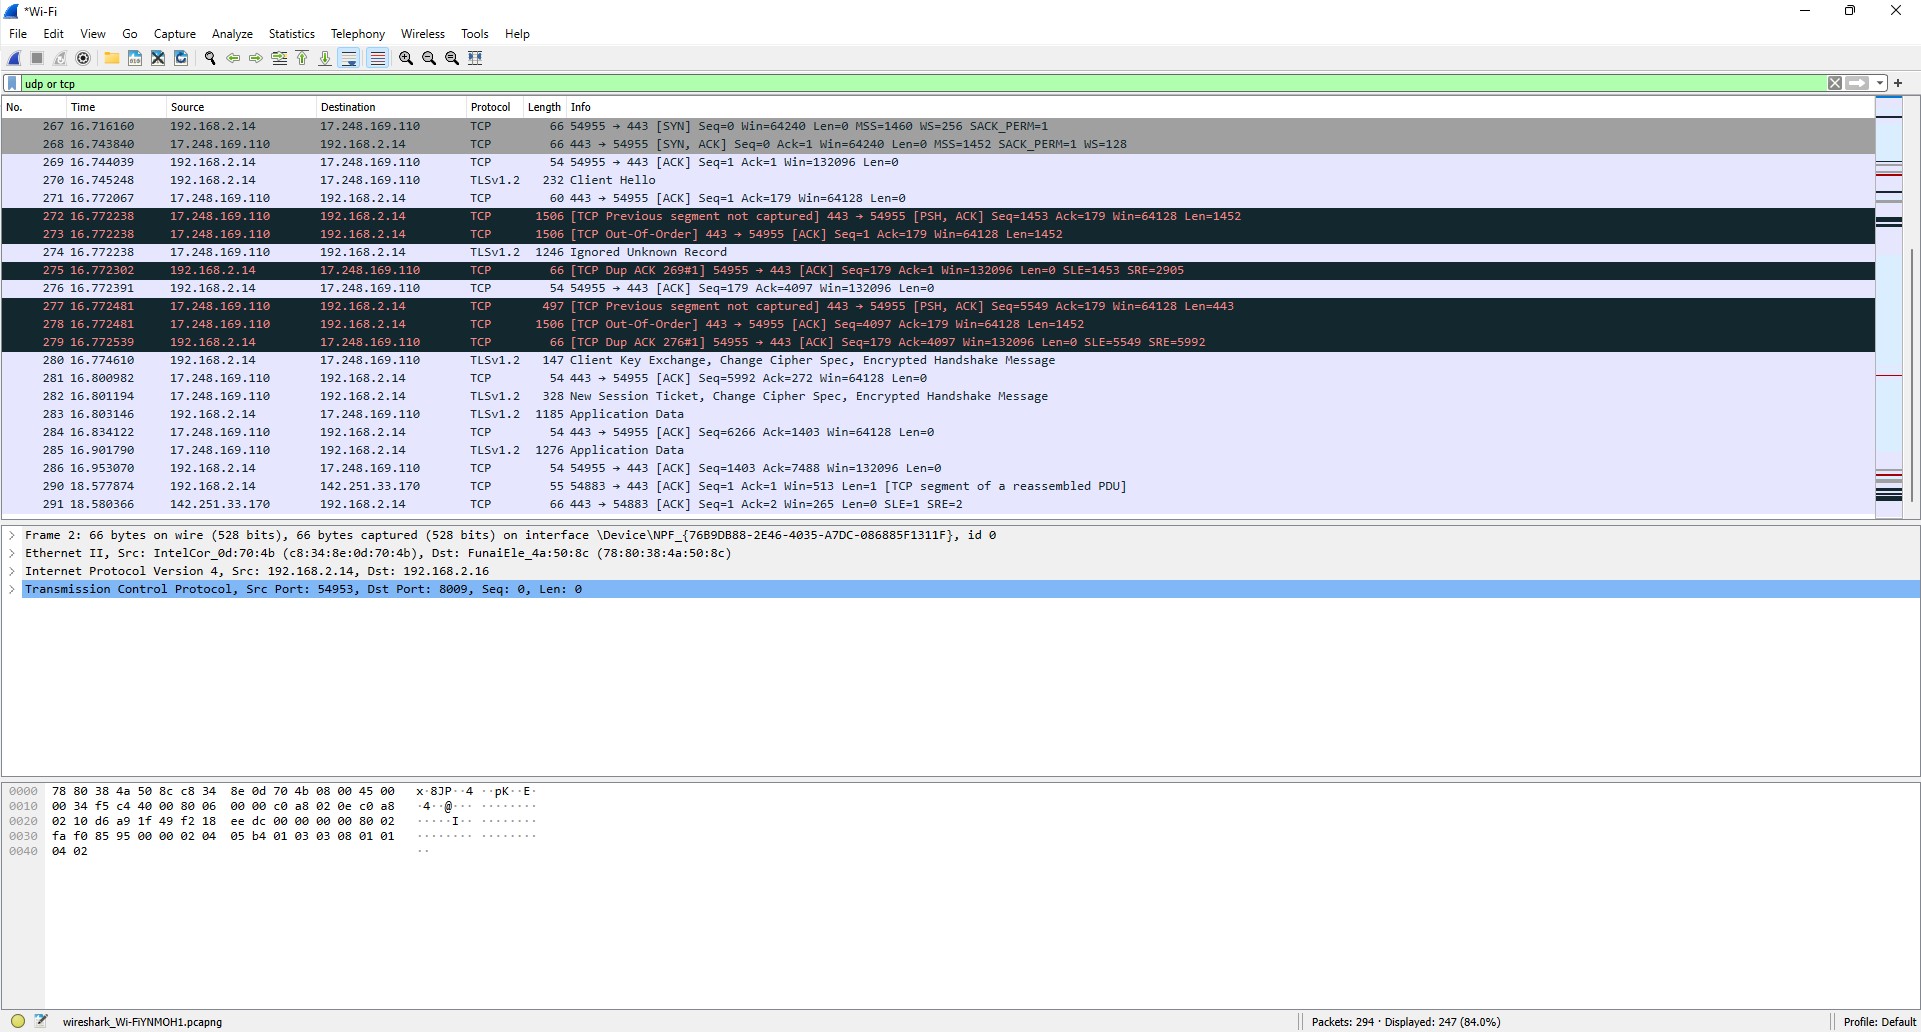 *Wi-Fi
File Edit View Go Capture Analyze Statistics Telephony Wireless Tools Help
udp or tcp
No. Time Source Destination Protocol Length Info
267 16.716160 192.168.2.14 17.248.169.110 TCP 66 54955 → 443 [SYN] Seq=0 Win=64240 Len=0 MSS=1460 WS=256 SACK_PERM=1
268 16.743840 17.248.169.110 192.168.2.14 TCP 66 443 → 54955 [SYN, ACK] Seq=0 Ack=1 Win=64240 Len=0 MSS=1452 SACK_PERM=1 WS=128
269 16.744039 192.168.2.14 17.248.169.110 TCP 54 54955 → 443 [ACK] Seq=1 Ack=1 Win=132096 Len=0
270 16.745248 192.168.2.14 17.248.169.110 TLSv1.2 232 Client Hello
271 16.772067 17.248.169.110 192.168.2.14 TCP 60 443 → 54955 [ACK] Seq=1 Ack=179 Win=64128 Len=0
272 16.772238 17.248.169.110 192.168.2.14 TCP 1506 [TCP Previous segment not captured] 443 → 54955 [PSH, ACK] Seq=1453 Ack=179 Win=64128 Len=1452
273 16.772238 17.248.169.110 192.168.2.14 TCP 1506 [TCP Out-Of-Order] 443 → 54955 [ACK] Seq=1 Ack=179 Win=64128 Len=1452
274 16.772238 17.248.169.110 192.168.2.14 TLSv1.2 1246 Ignored Unknown Record
275 16.772302 192.168.2.14 17.248.169.110 TCP 66 [TCP Dup ACK 269#1] 54955 → 443 [ACK] Seq=179 Ack=1 Win=132096 Len=0 SLE=1453 SRE=2905
276 16.772391 192.168.2.14 17.248.169.110 TCP 54 54955 → 443 [ACK] Seq=179 Ack=4097 Win=132096 Len=0
277 16.772481 17.248.169.110 192.168.2.14 TCP 497 [TCP Previous segment not captured] 443 → 54955 [PSH, ACK] Seq=5549 Ack=179 Win=64128 Len=443
278 16.772481 17.248.169.110 192.168.2.14 TCP 1506 [TCP Out-Of-Order] 443 → 54955 [ACK] Seq=4097 Ack=179 Win=64128 Len=1452
279 16.772539 192.168.2.14 17.248.169.110 TCP 66 [TCP Dup ACK 276#1] 54955 → 443 [ACK] Seq=179 Ack=4097 Win=132096 Len=0 SLE=5549 SRE=5992
280 16.774610 192.168.2.14 17.248.169.110 TLSv1.2 147 Client Key Exchange, Change Cipher Spec, Encrypted Handshake Message
281 16.800982 17.248.169.110 192.168.2.14 TCP 54 443 → 54955 [ACK] Seq=5992 Ack=272 Win=64128 Len=0
282 16.801194 17.248.169.110 192.168.2.14 TLSv1.2 328 New Session Ticket, Change Cipher Spec, Encrypted Handshake Message
283 16.803146 192.168.2.14 17.248.169.110 TLSv1.2 1185 Application Data
284 16.834122 17.248.169.110 192.168.2.14 TCP 54 443 → 54955 [ACK] Seq=6266 Ack=1403 Win=64128 Len=0
285 16.901790 17.248.169.110 192.168.2.14 TLSv1.2 1276 Application Data
286 16.953070 192.168.2.14 17.248.169.110 TCP 54 54955 → 443 [ACK] Seq=1403 Ack=7488 Win=132096 Len=0
290 18.577874 192.168.2.14 142.251.33.170 TCP 55 54883 → 443 [ACK] Seq=1 Ack=1 Win=513 Len=1 [TCP segment of a reassembled PDU]
291 18.580366 142.251.33.170 192.168.2.14 TCP 66 443 → 54883 [ACK] Seq=1 Ack=2 Win=265 Len=0 SLE=1 SRE=2
Frame 2: 66 bytes on wire (528 bits), 66 bytes captured (528 bits) on interface \Device\NPF_{76B9DB88-2E46-4035-A7DC-086885F1311F}, id 0
Ethernet II, Src: IntelCor_0d:70:4b (c8:34:8e:0d:70:4b), Dst: FunaiEle_4a:50:8c (78:80:38:4a:50:8c)
Internet Protocol Version 4, Src: 192.168.2.14, Dst: 192.168.2.16
Transmission Control Protocol, Src Port: 54953, Dst Port: 8009, Seq: 0, Len: 0
0000 78 80 38 4a 50 8c c8 34 8e 0d 70 4b 08 00 45 00 x·8JP··4 ··pK··E·
0010 00 34 f5 c4 40 00 80 06 00 00 c0 a8 02 0e c0 a8 ·4··@··· ········
0020 02 10 d6 a9 1f 49 f2 18 ee dc 00 00 00 00 80 02 ·····I·· ········
0030 fa f0 85 95 00 00 02 04 05 b4 01 03 03 08 01 01 ········ ········
0040 04 02 ··
wireshark_Wi-FiYNMOH1.pcapng Packets: 294 · Displayed: 247 (84.0%) Profile: Default